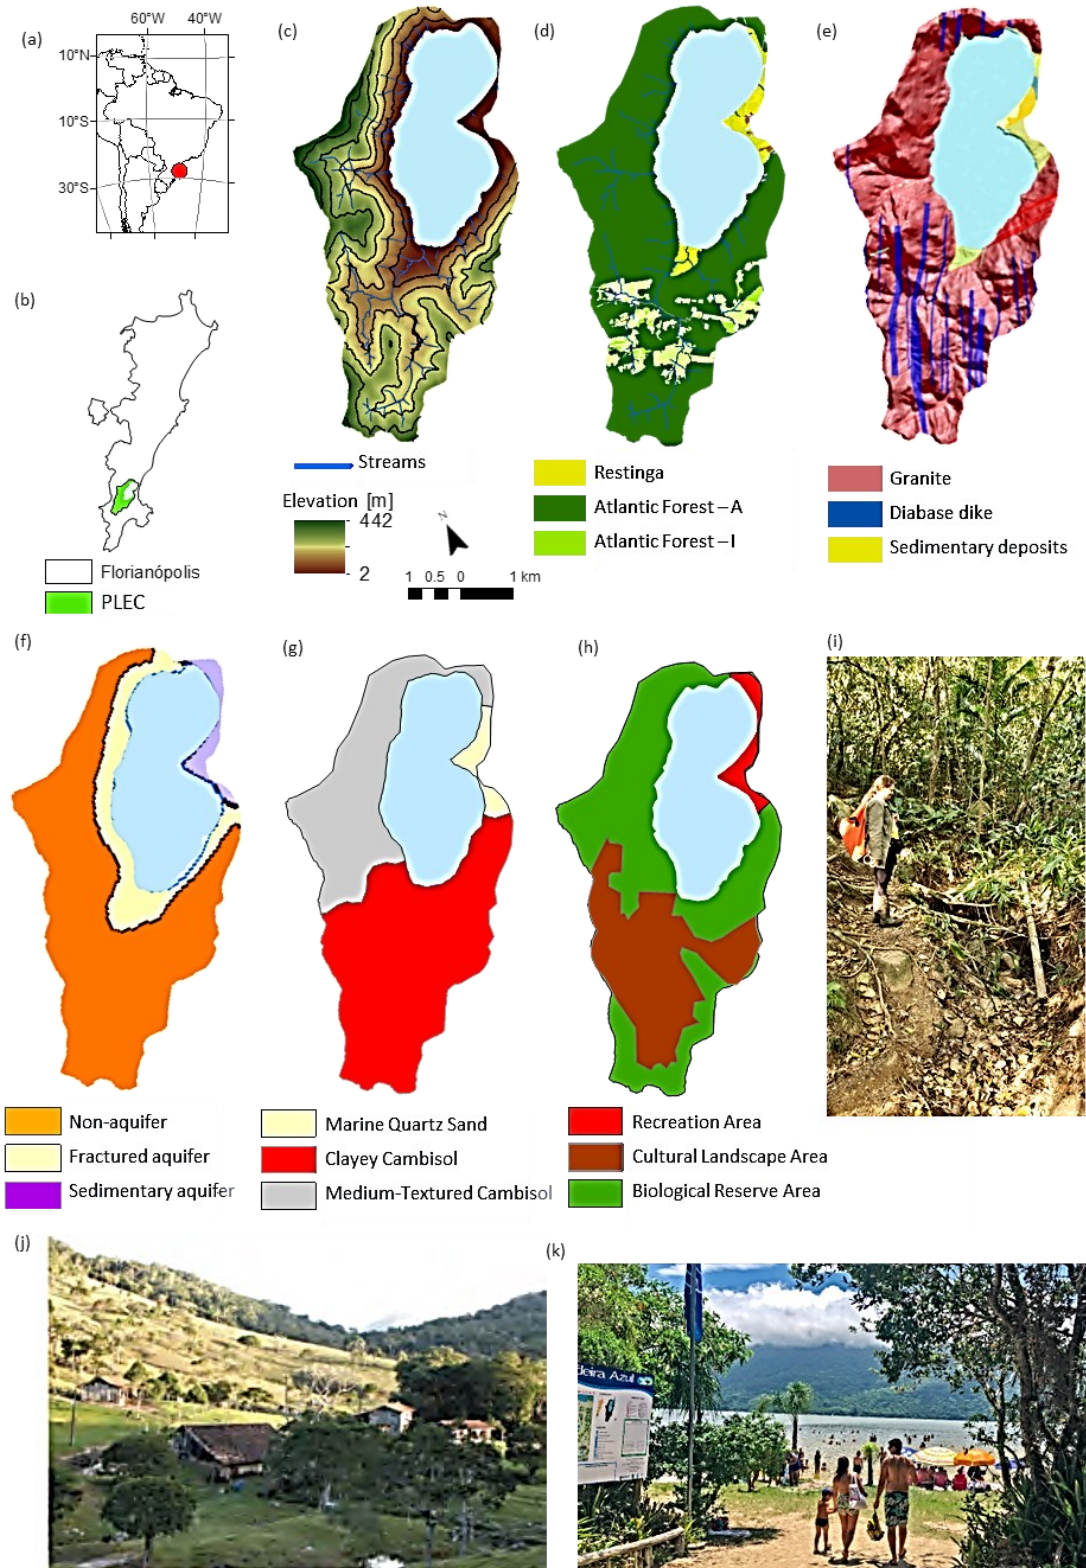 (a)
60°W 40°W
10°N
10°S
30°S
(b)
Florianópolis
PLEC
(c)
Streams
Elevation [m]
442
2
N
1 0.5 0 1 km
(d)
Restinga
Atlantic Forest – A
Atlantic Forest – I
(e)
Granite
Diabase dike
Sedimentary deposits
(f)
Non-aquifer
Fractured aquifer
Sedimentary aquifer
(g)
Marine Quartz Sand
Clayey Cambisol
Medium-Textured Cambisol
(h)
Recreation Area
Cultural Landscape Area
Biological Reserve Area
(i)
(j)
(k)
eira Azul